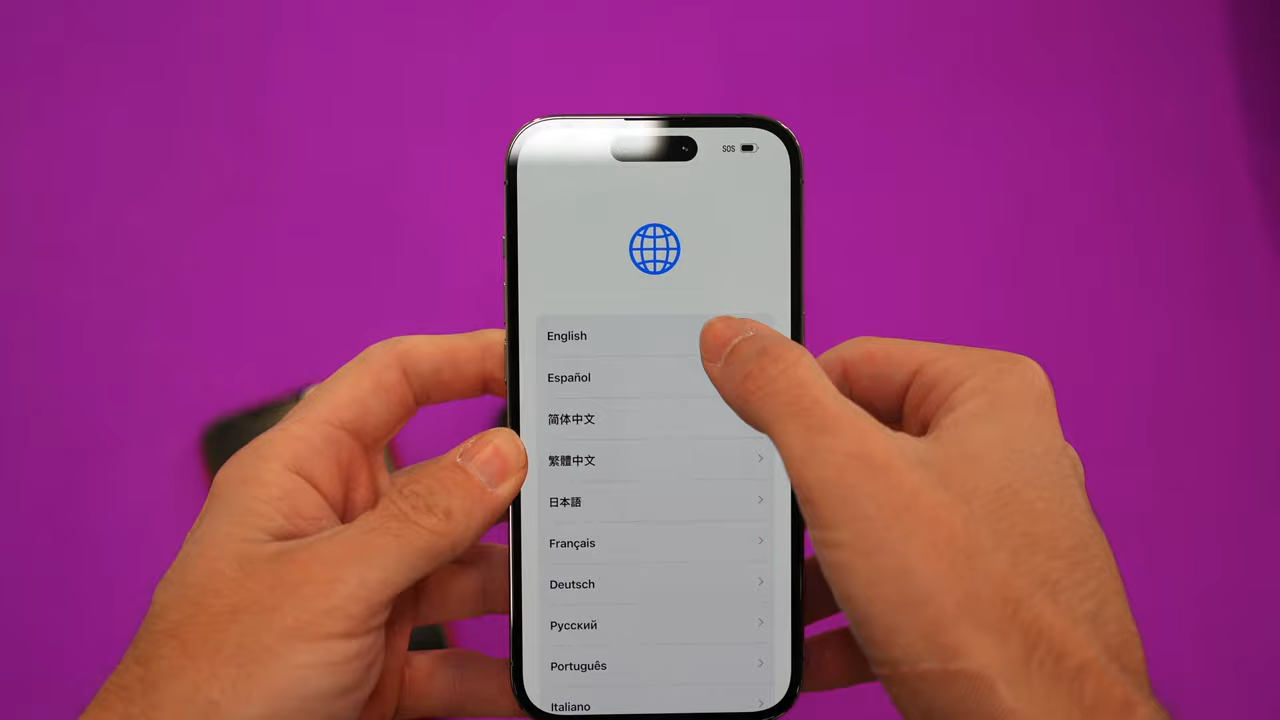 SOS
English
Español
简体中文
繁體中文
日本語
Français
Deutsch
Русский
Português
Italiano